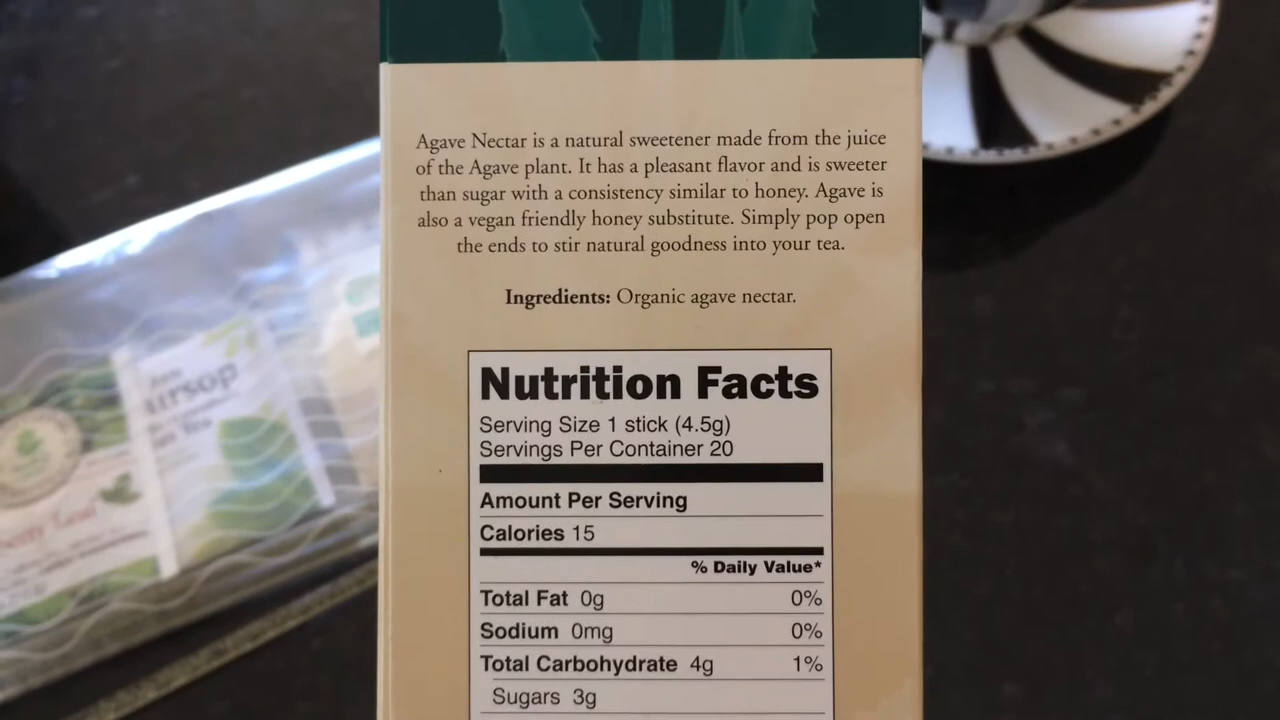 Agave Nectar is a natural sweetener made from the juice
of the Agave plant. It has a pleasant flavor and is sweeter
than sugar with a consistency similar to honey. Agave is
also a vegan friendly honey substitute. Simply pop open
the ends to stir natural goodness into your tea.
Ingredients: Organic agave nectar.
Nutrition Facts
Serving Size 1 stick (4.5g)
Servings Per Container 20
Amount Per Serving
Calories 15
% Daily Value*
Total Fat 0g 0%
Sodium 0mg 0%
Total Carbohydrate 4g 1%
Sugars 3g